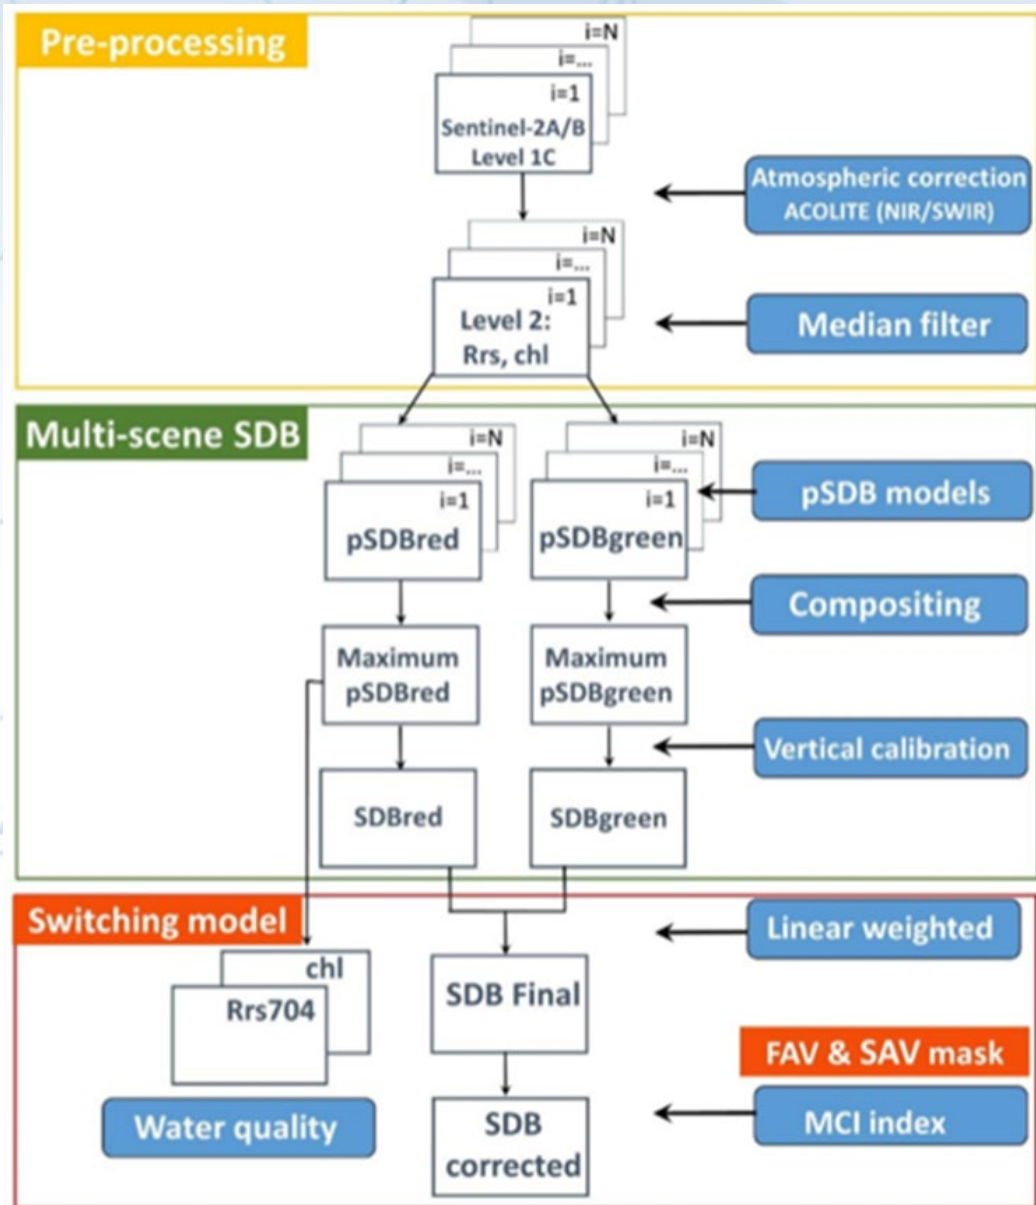 Pre-processing
i=N
i=...
i=1
Sentinel-2A/B
Level 1C
Atmospheric correction
ACOLITE (NIR/SWIR)
i=N
i=...
i=1
Level 2:
Rrs, chl
Median filter
Multi-scene SDB
i=N
i=...
i=1
pSDBred
i=N
i=...
i=1
pSDBgreen
pSDB models
Compositing
Maximum
pSDBred
Maximum
pSDBgreen
Vertical calibration
SDBred
SDBgreen
Switching model
Linear weighted
chl
Rrs704
SDB Final
FAV & SAV mask
MCI index
Water quality
SDB
corrected